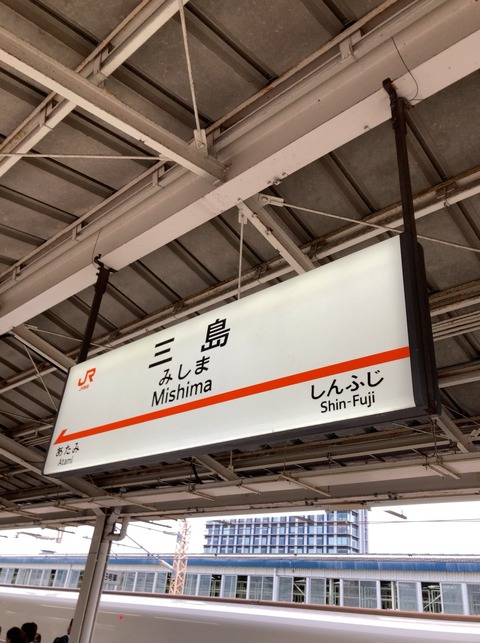 JR
三島
みしま
Mishima
あたみ
Atami
しんふじ
Shin-Fuji